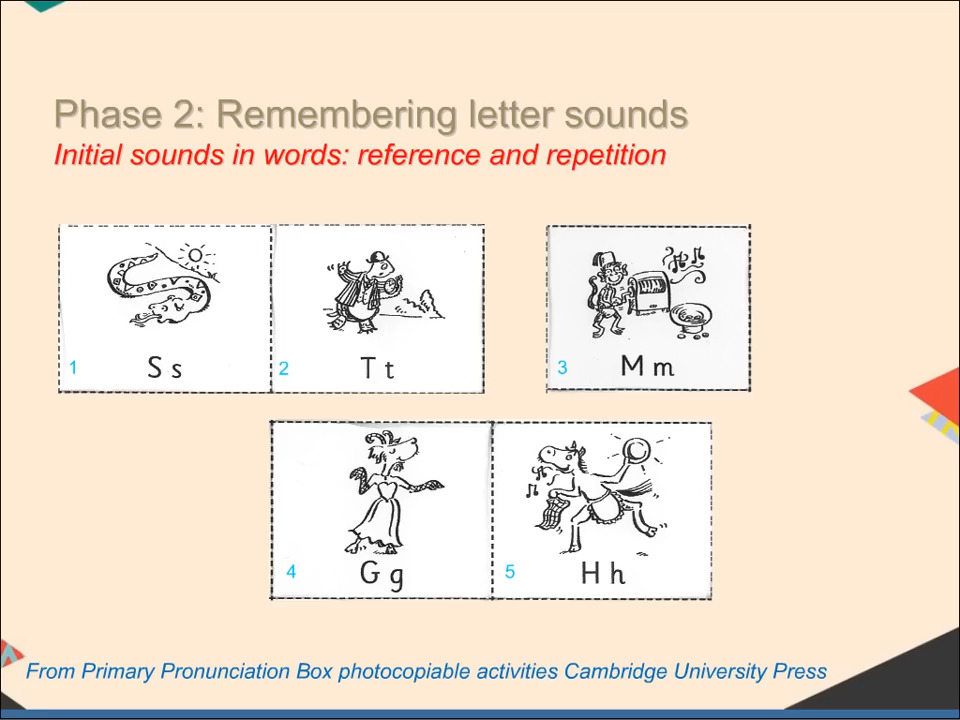 Phase 2: Remembering letter sounds
Initial sounds in words: reference and repetition
1 S s
2 T t
3 M m
4 G g
5 H h
From Primary Pronunciation Box photocopiable activities Cambridge University Press